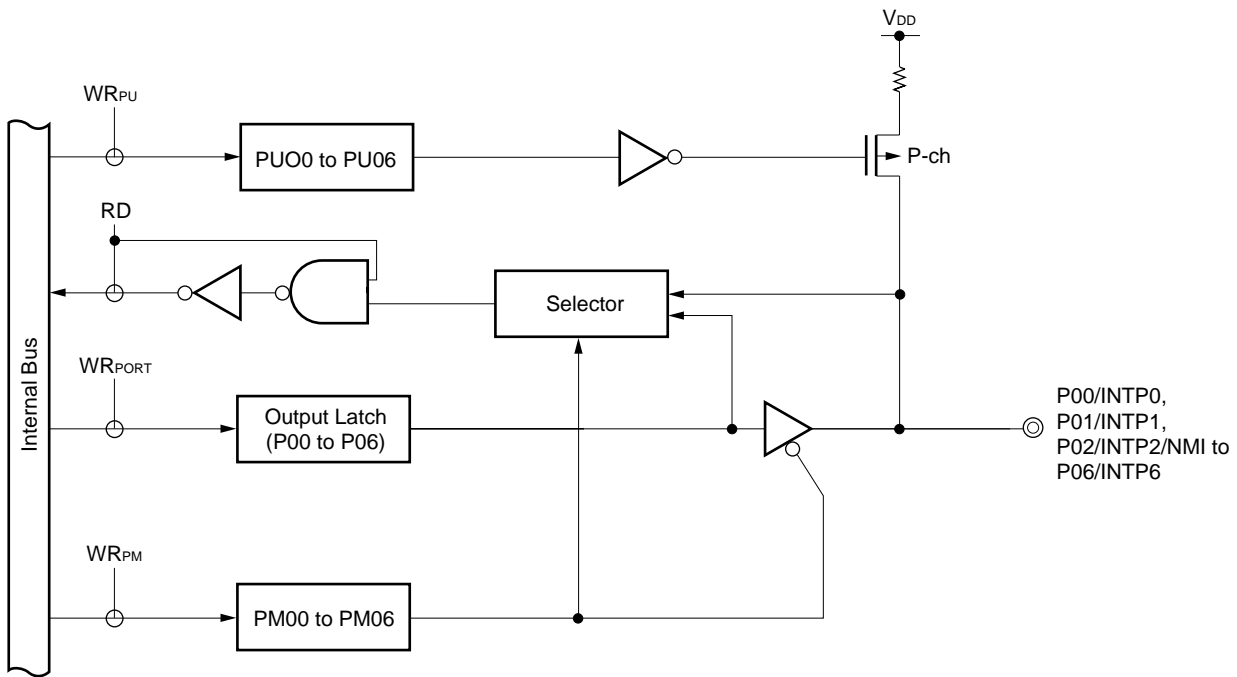 VDD
WRPU
PUO0 to PU06
P-ch
RD
Selector
Internal Bus
WRPORT
Output Latch
(P00 to P06)
P00/INTP0,
P01/INTP1,
P02/INTP2/NMI to
P06/INTP6
WRPM
PM00 to PM06